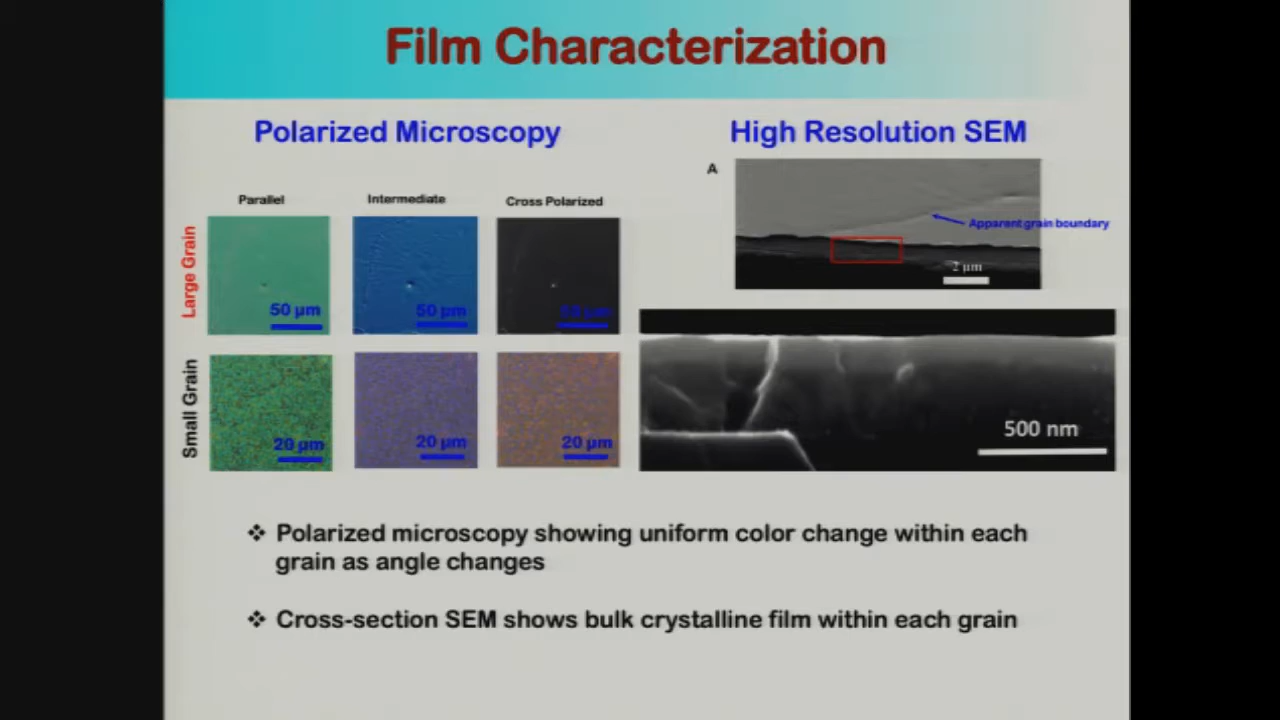 Film Characterization
Polarized Microscopy
High Resolution SEM
A
Parallel
Intermediate
Cross Polarized
Large Grain
50 µm
50 µm
Apparent grain boundary
2 µm
Small Grain
20 µm
20 µm
20 µm
500 nm
❖ Polarized microscopy showing uniform color change within each
grain as angle changes
❖ Cross-section SEM shows bulk crystalline film within each grain